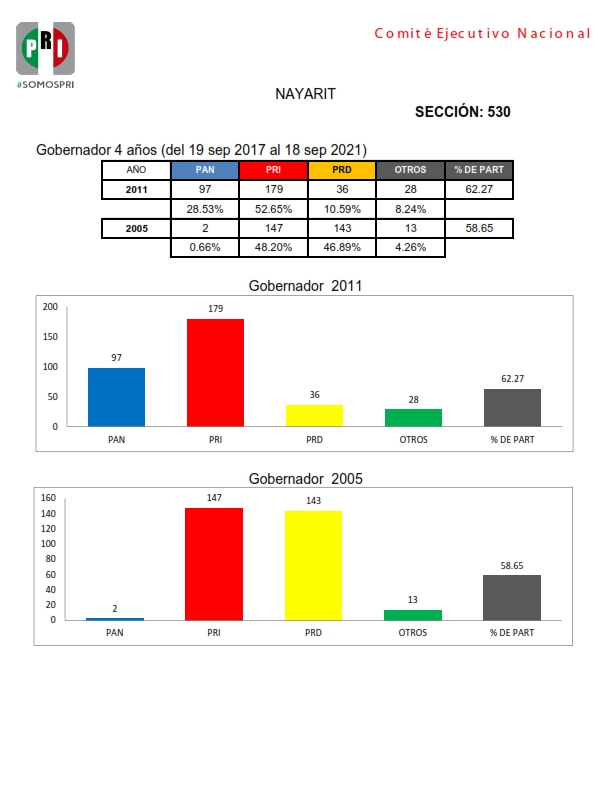 Comité Ejecutivo Nacional
PRI
#SOMOSPRI
NAYARIT
SECCIÓN: 530
Gobernador 4 años (del 19 sep 2017 al 18 sep 2021)
AÑO PAN PRI PRD OTROS % DE PART
2011 97 179 36 28 62.27
28.53% 52.65% 10.59% 8.24%
2005 2 147 143 13 58.65
0.66% 48.20% 46.89% 4.26%
Gobernador 2011
200
179
150
97
100
62.27
50
36
28
0
PAN PRI PRD OTROS % DE PART
Gobernador 2005
160
147
143
140
120
100
80
58.65
60
40
20
13
2
0
PAN PRI PRD OTROS % DE PART